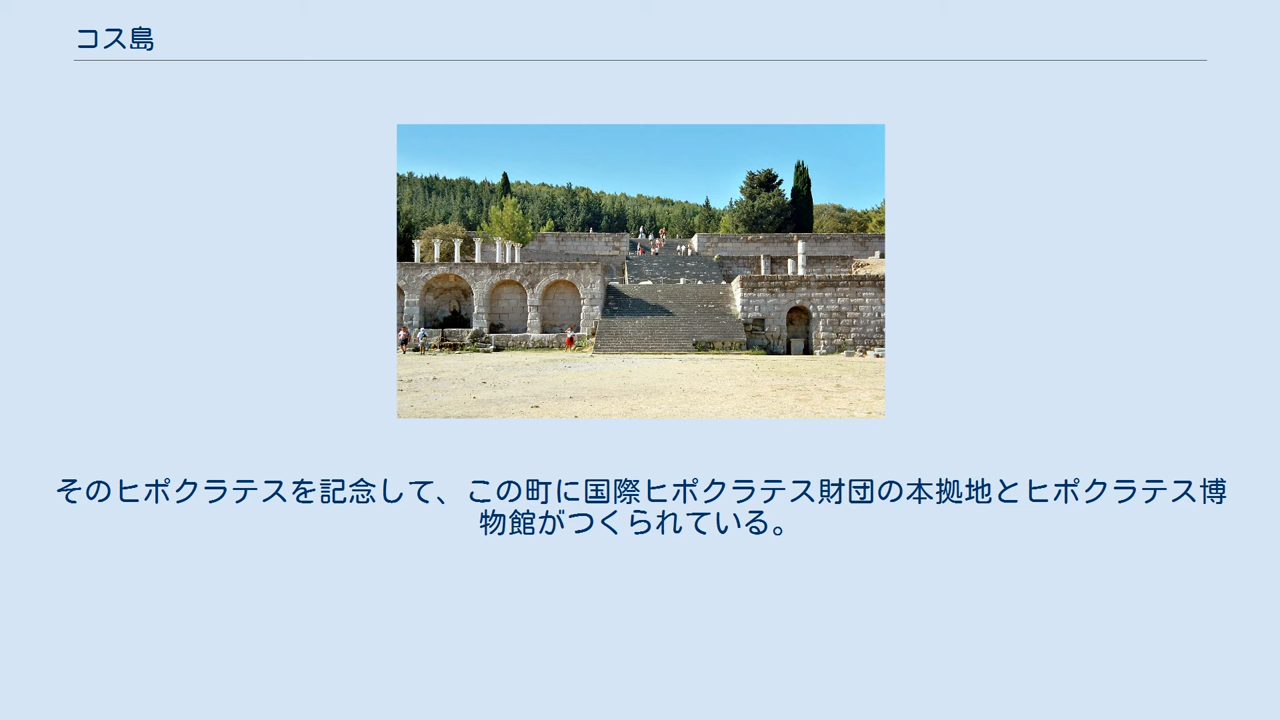 コス島
そのヒポクラテスを記念して、この町に国際ヒポクラテス財団の本拠地とヒポクラテス博
物館がつくられている。